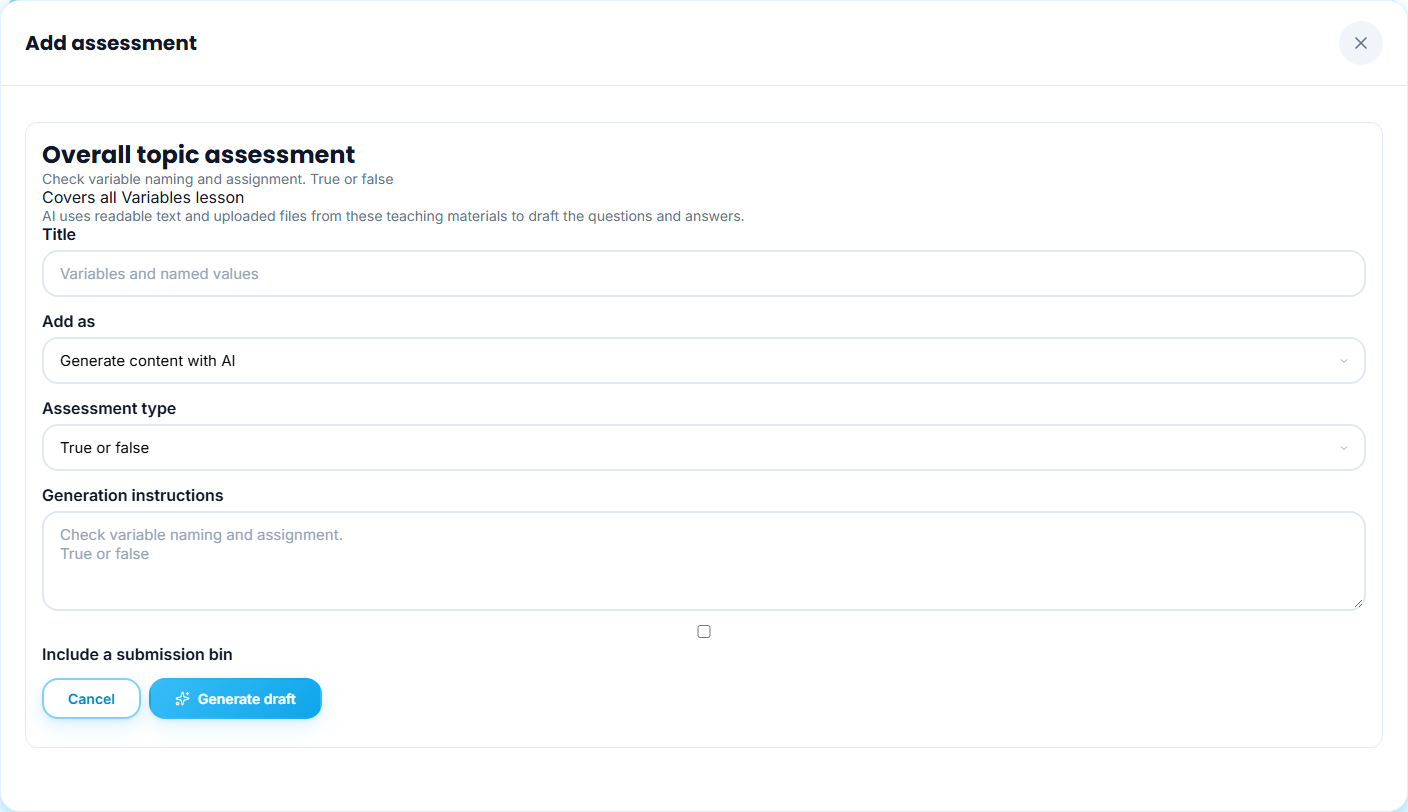 Add assessment
Overall topic assessment
Check variable naming and assignment. True or false
Covers all Variables lesson
AI uses readable text and uploaded files from these teaching materials to draft the questions and answers.
Title
Variables and named values
Add as
Generate content with AI
Assessment type
True or false
Generation instructions
Check variable naming and assignment.
True or false
Include a submission bin
Cancel
Generate draft